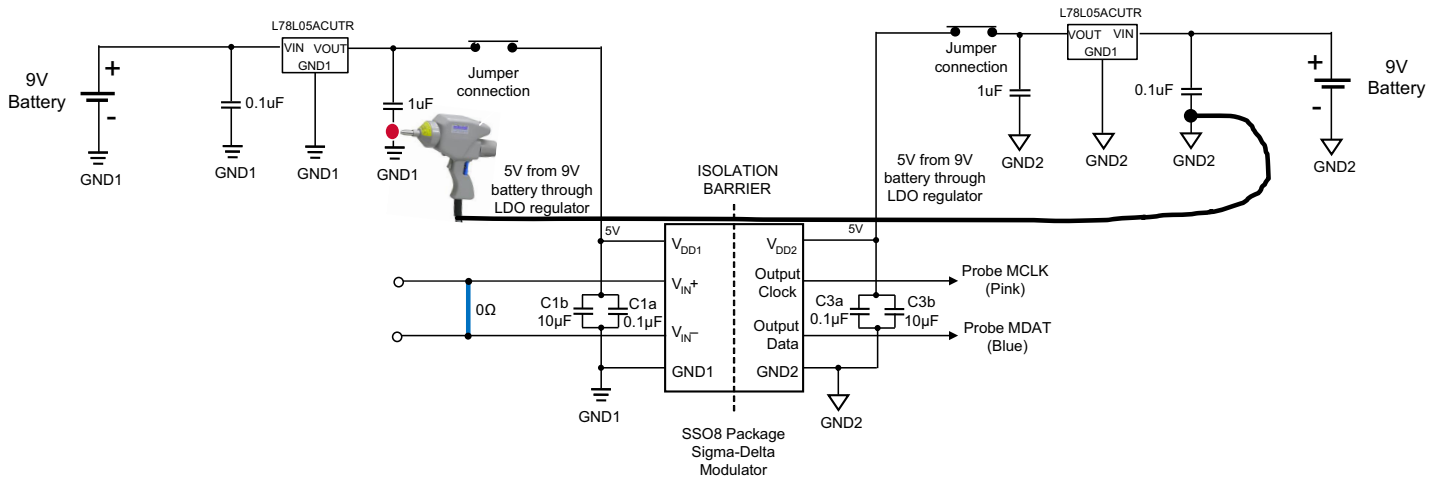 L78L05ACUTR
VIN VOUT
GND1
9V
Battery
+
-
GND1
0.1uF
GND1
GND1
1uF
GND1
Jumper
connection
5V from 9V
battery through
LDO regulator
ISOLATION
BARRIER
5V from 9V
battery through
LDO regulator
Jumper
connection
L78L05ACUTR
VOUT VIN
GND1
1uF
GND2
GND2
0.1uF
GND2
+
-
9V
Battery
GND2
5V
5V
VDD1
VIN+
VIN–
GND1
VDD2
Output
Clock
Output
Data
GND2
0Ω
C1b
10µF
C1a
0.1µF
GND1
C3a
0.1µF
C3b
10µF
GND2
Probe MCLK
(Pink)
Probe MDAT
(Blue)
SSO8 Package
Sigma-Delta
Modulator